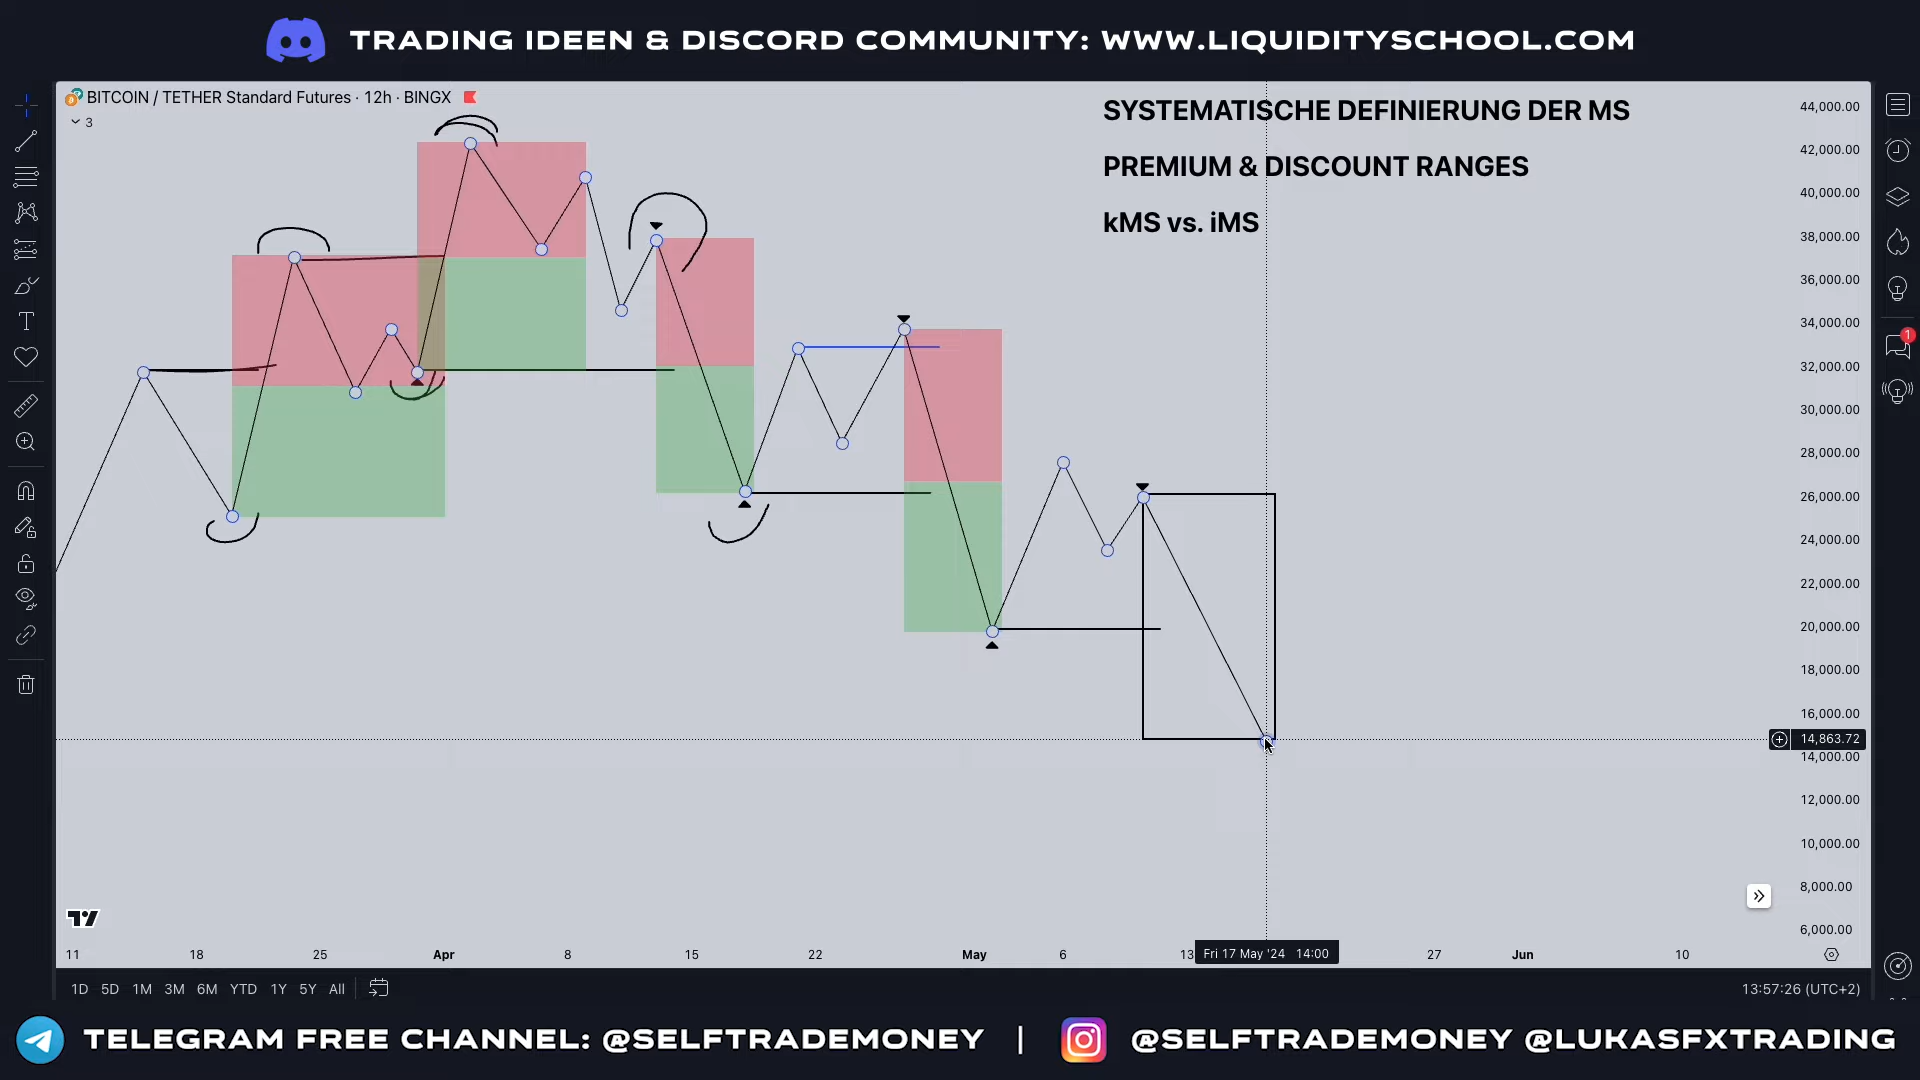 TRADING IDEEN & DISCORD COMMUNITY: WWW.LIQUIDITYSCHOOL.COM
BITCOIN / TETHER Standard Futures · 12h · BINGX
3
SYSTEMATISCHE DEFINIERUNG DER MS
PREMIUM & DISCOUNT RANGES
kMS vs. iMS
44,000.00
42,000.00
40,000.00
38,000.00
36,000.00
34,000.00
32,000.00
30,000.00
28,000.00
26,000.00
24,000.00
22,000.00
20,000.00
18,000.00
16,000.00
14,863.72
14,000.00
12,000.00
10,000.00
8,000.00
6,000.00
1
11 18 25 Apr 8 15 22 May 6 13 Fri 17 May '24 14:00 27 Jun 10
1D 5D 1M 3M 6M YTD 1Y 5Y All
13:57:26 (UTC+2)
TELEGRAM FREE CHANNEL: @SELFTRADEMONEY | @SELFTRADEMONEY @LUKASFXTRADING